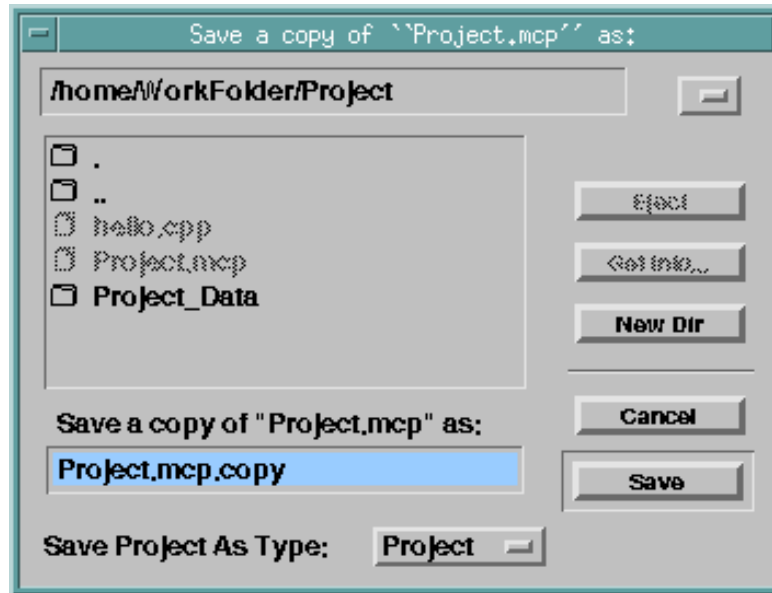 Save a copy of ``Project.mcp´´ as:
/home/WorkFolder/Project
.
..
hello.cpp
Project.mcp
Project_Data
Eject
Get Info...
New Dir
Save a copy of "Project.mcp" as:
Cancel
Project.mcp.copy
Save
Save Project As Type: Project